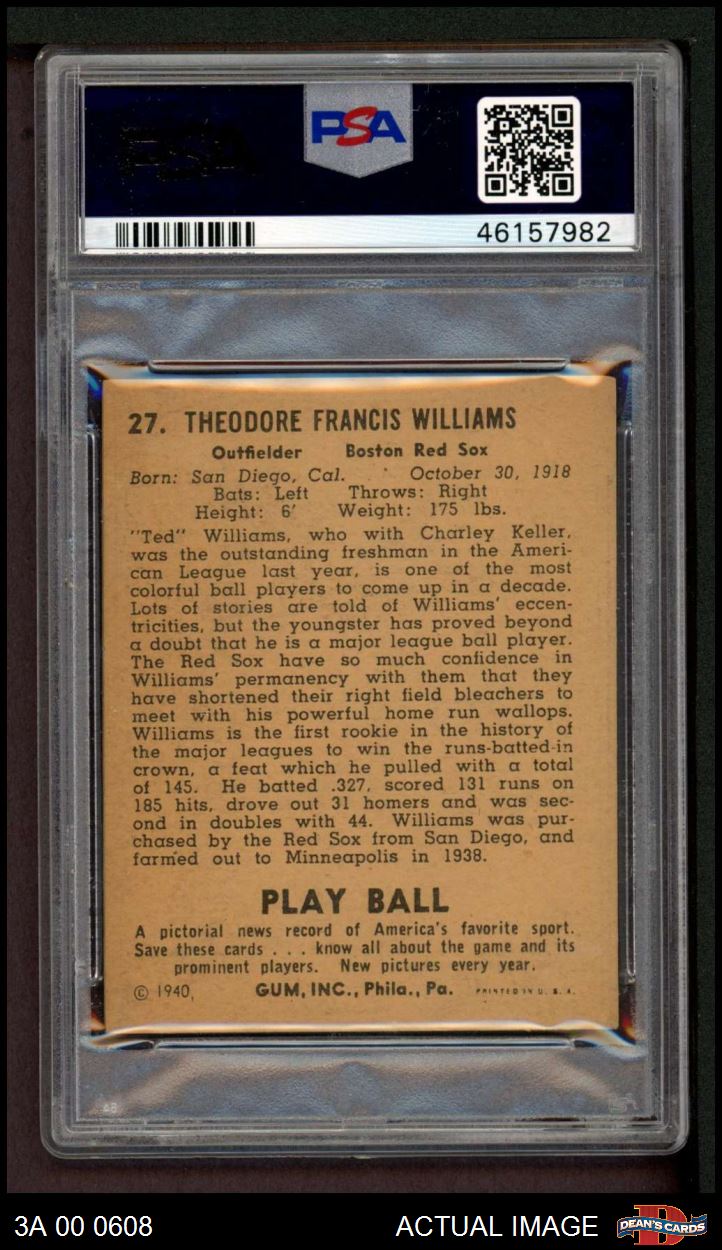 PSA
46157982
27. THEODORE FRANCIS WILLIAMS
Outfielder Boston Red Sox
Born: San Diego, Cal. October 30, 1918
Bats: Left Throws: Right
Height: 6' Weight: 175 lbs.
"Ted" Williams, who with Charley Keller,
was the outstanding freshman in the Ameri-
can League last year, is one of the most
colorful ball players to come up in a decade.
Lots of stories are told of Williams' eccen-
tricities, but the youngster has proved beyond
a doubt that he is a major league ball player.
The Red Sox have so much confidence in
Williams' permanency with them that they
have shortened their right field bleachers to
meet with his powerful home run wallops.
Williams is the first rookie in the history of
the major leagues to win the runs-batted-in
crown, a feat which he pulled with a total
of 145. He batted .327, scored 131 runs on
185 hits, drove out 31 homers and was sec-
ond in doubles with 44. Williams was pur-
chased by the Red Sox from San Diego, and
farmed out to Minneapolis in 1938.
PLAY BALL
A pictorial news record of America's favorite sport.
Save these cards . . . know all about the game and its
prominent players. New pictures every year.
© 1940, GUM, INC., Phila., Pa. PRINTED IN U. S. A.
3A 00 0608 ACTUAL IMAGE DEAN'S CARDS